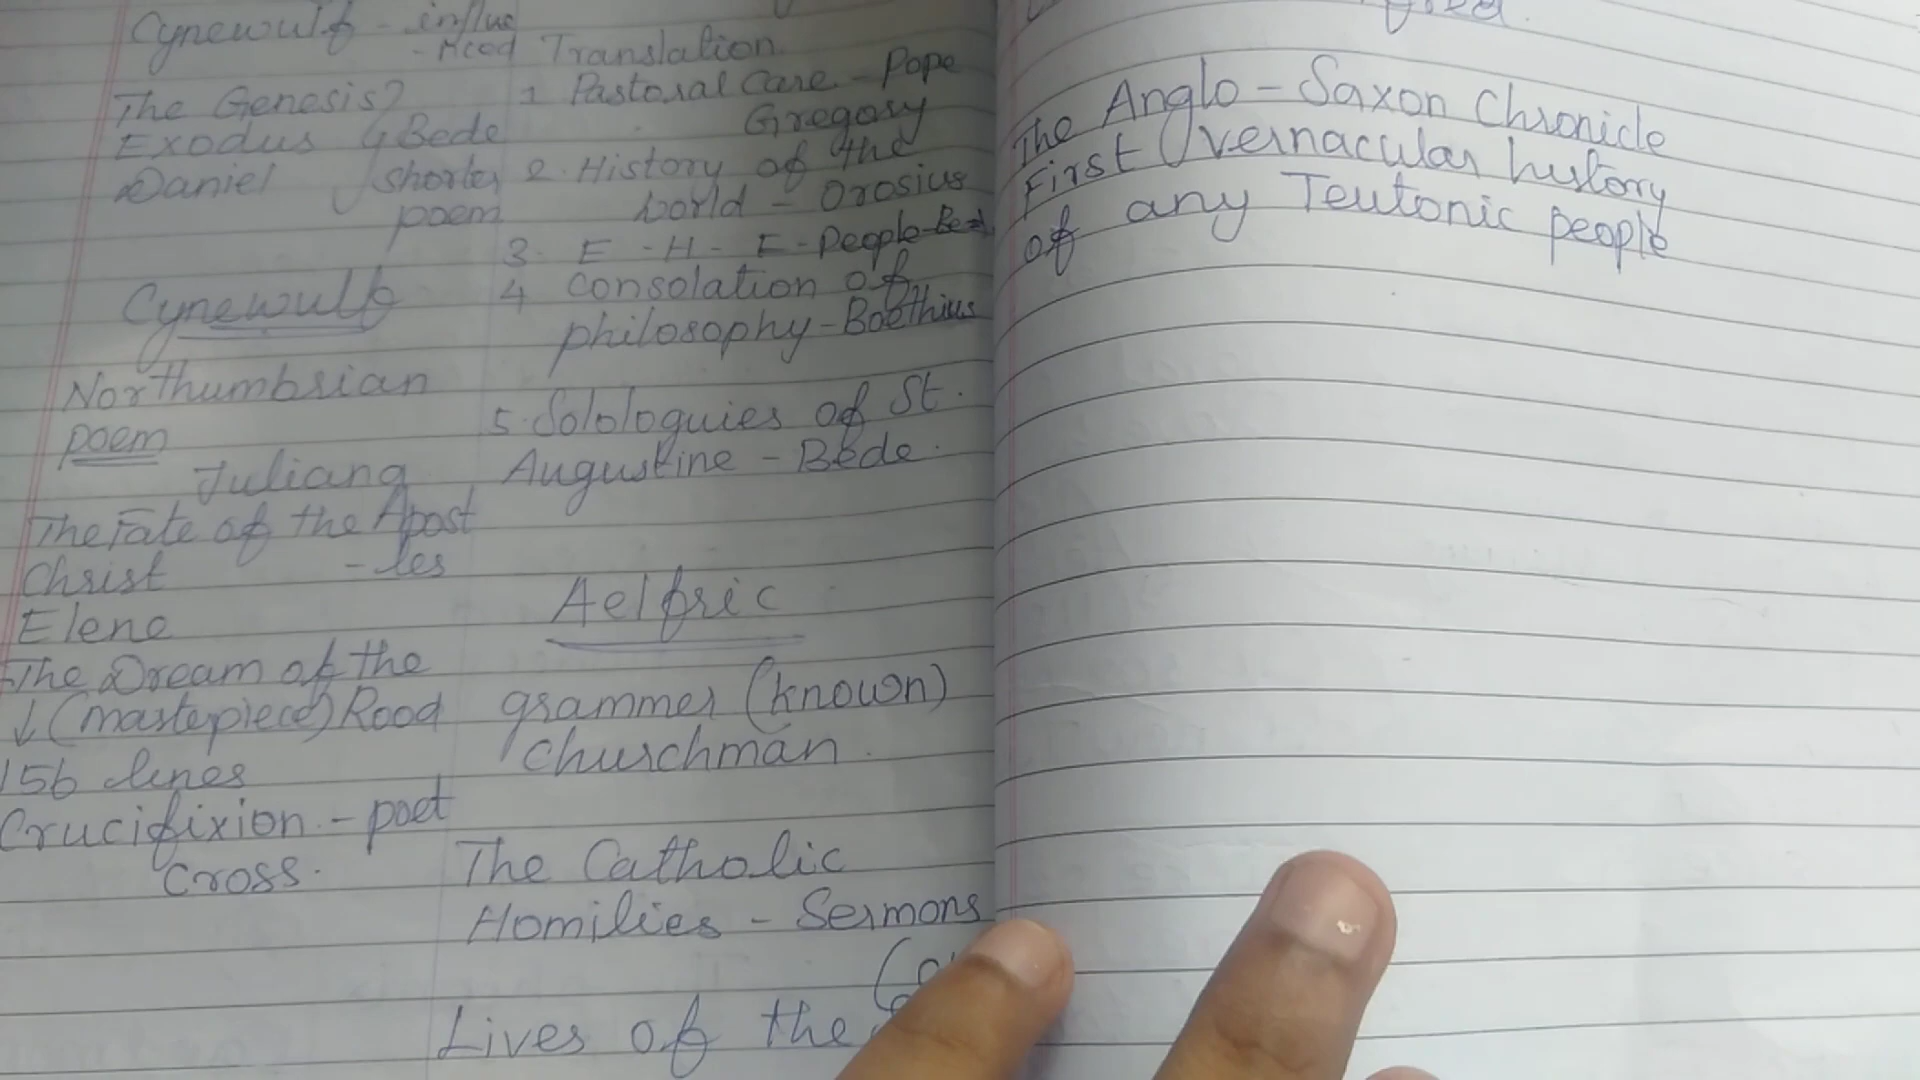 Cynewulf - influe
- Reed
The Genesis?
Exodus
Daniel
Bede
shorter
poem
Cynewulf
Northumbrian
poem
Juliang
The Fate of the Apost
- les
Christ
Elene
The Dream of the
↓ (masterpiece) Rood
156 lines
Crucifixion - poet
Cross.
Translation
1 Pastoral Care - Pope
Gregory
2. History of the
world - Orosius
3. E - H - E - People - Bed
4 Consolation of
philosophy - Boethius
5. Solologuies of St.
Augustine - Bede.
Aelfric
grammer (known)
churchman.
The Catholic
Homilies - Sermons
Lives of the
The Anglo - Saxon Chronicle
First vernacular history
of any Teutonic people